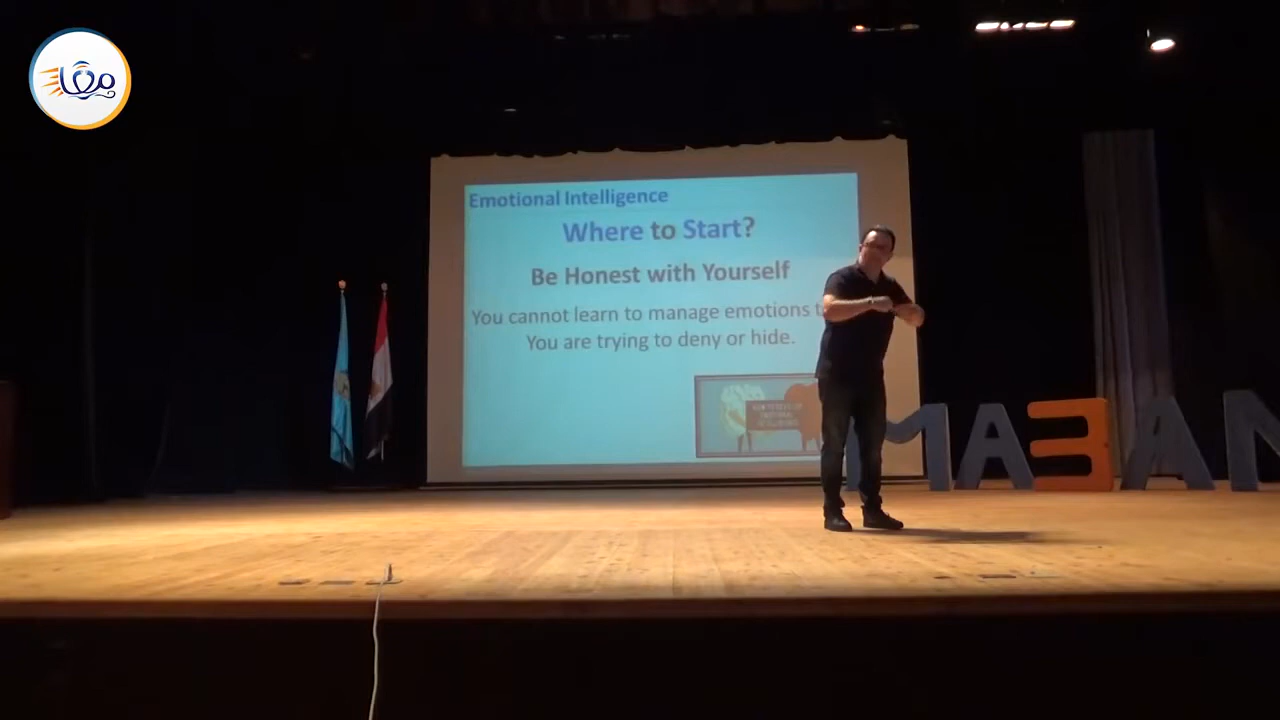 معا
Emotional Intelligence
Where to Start?
Be Honest with Yourself
You cannot learn to manage emotions
You are trying to deny or hide.
MA3AN